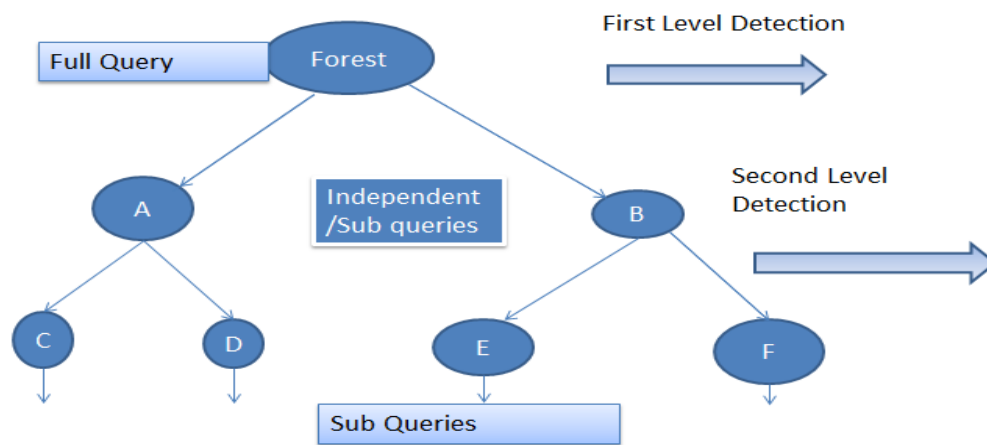 First Level Detection
Full Query
Forest
Second Level
Detection
A
Independent
/Sub queries
B
C
D
E
F
Sub Queries